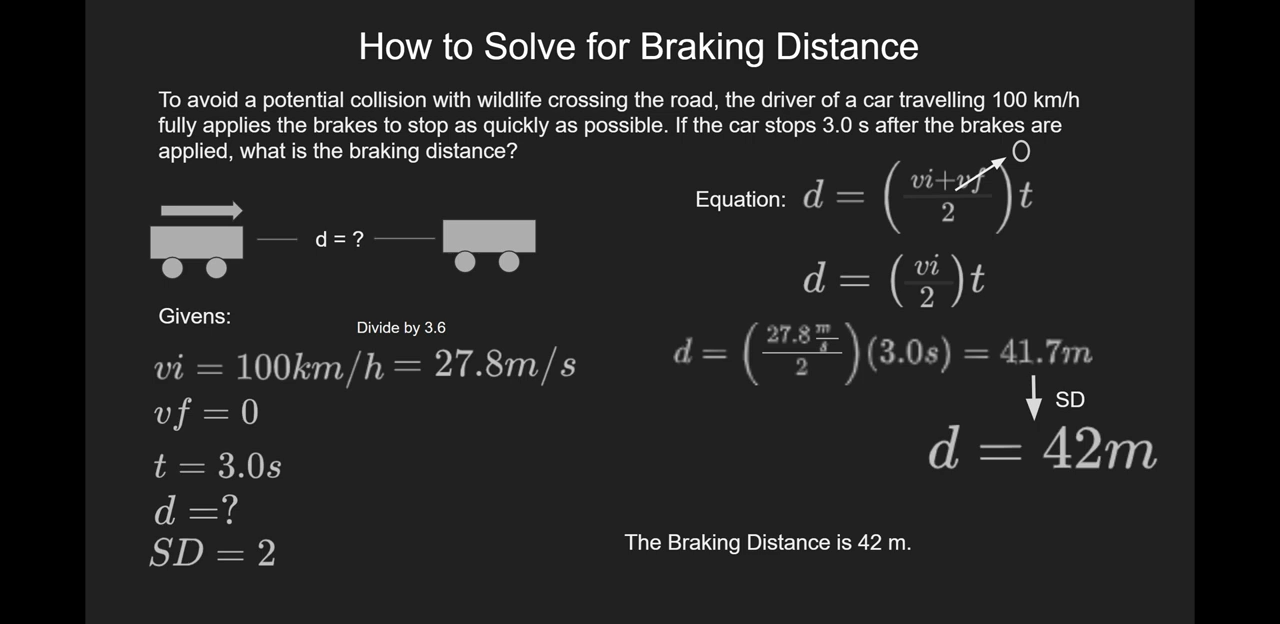 How to Solve for Braking Distance
To avoid a potential collision with wildlife crossing the road, the driver of a car travelling 100 km/h
fully applies the brakes to stop as quickly as possible. If the car stops 3.0 s after the brakes are
applied, what is the braking distance?
d = ?
Givens:
Divide by 3.6
vi = 100km/h = 27.8m/s
vf = 0
t = 3.0s
d =?
SD = 2
Equation: d = ((vi+vf)/2)t
O
d = (vi/2)t
d = ((27.8 m/s)/2)(3.0s) = 41.7m
SD
d = 42m
The Braking Distance is 42 m.